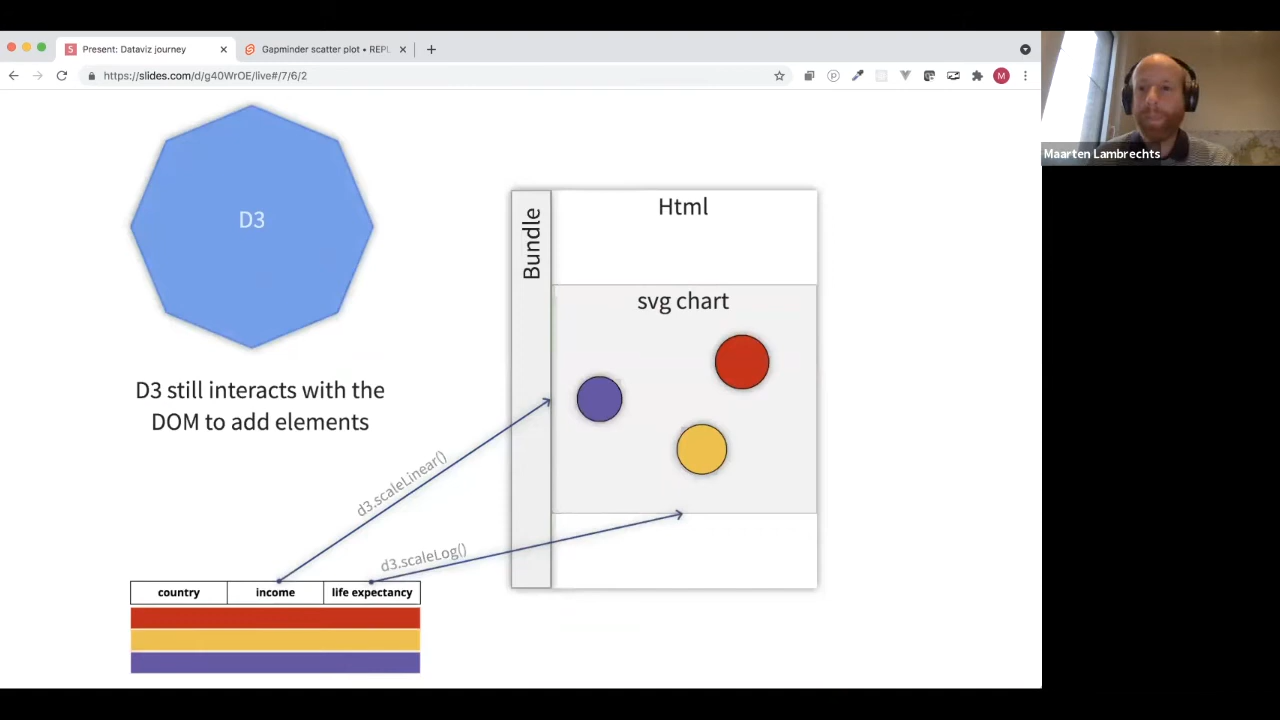 Present: Dataviz journey
Gapminder scatter plot • REPL
https://slides.com/d/g40WrOE/live#/7/6/2
M
Maarten Lambrechts
D3
Html
Bundle
svg chart
D3 still interacts with the
DOM to add elements
d3.scaleLinear()
d3.scaleLog()
country income life expectancy